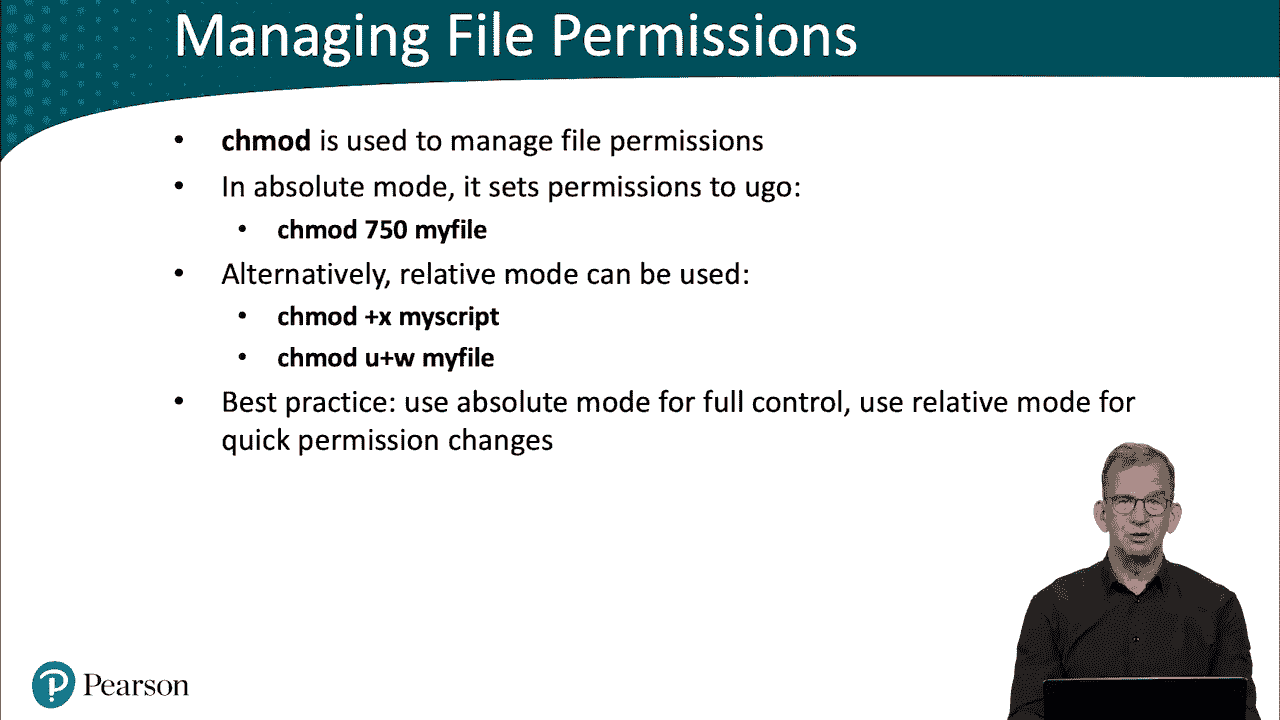 Managing File Permissions
• chmod is used to manage file permissions
• In absolute mode, it sets permissions to ugo:
• chmod 750 myfile
• Alternatively, relative mode can be used:
• chmod +x myscript
• chmod u+w myfile
• Best practice: use absolute mode for full control, use relative mode for
quick permission changes
Pearson